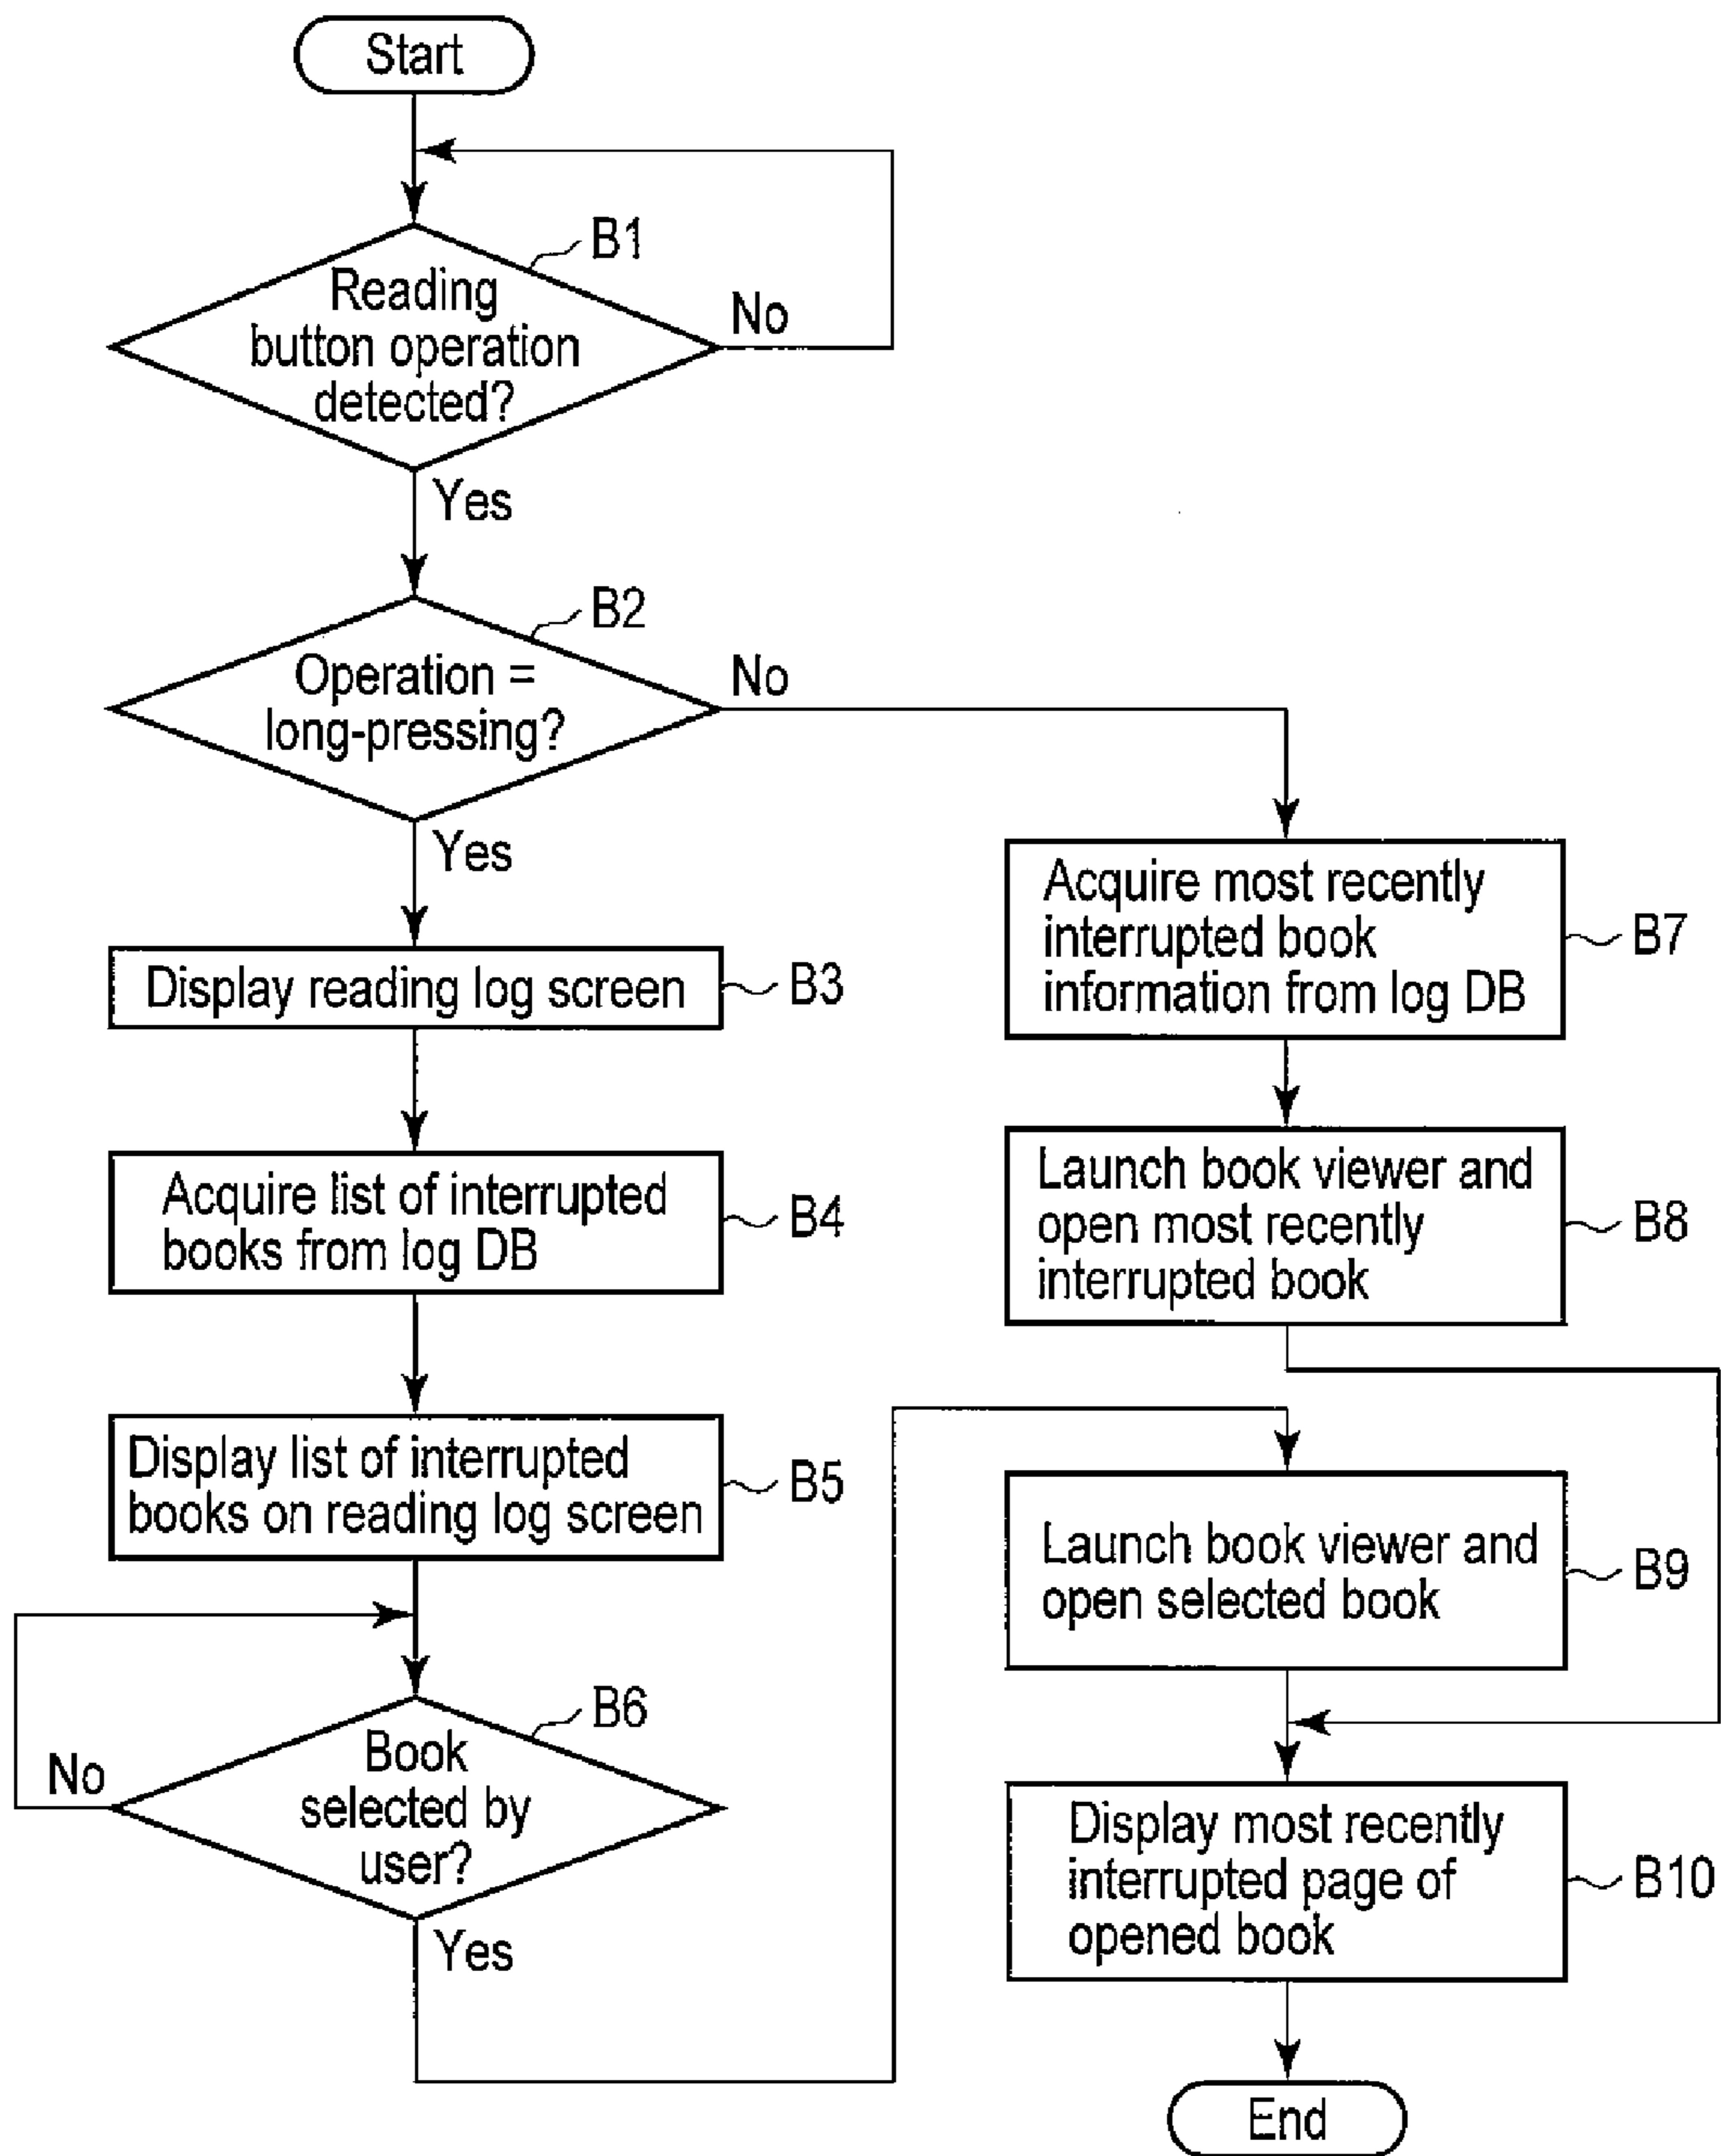 Start
B1
Reading
button operation
detected?
No
Yes
B2
Operation =
long-pressing?
No
Yes
Display reading log screen
B3
Acquire list of interrupted
books from log DB
B4
Display list of interrupted
books on reading log screen
B5
B6
Book
selected by
user?
No
Yes
Acquire most recently
interrupted book
information from log DB
B7
Launch book viewer and
open most recently
interrupted book
B8
Launch book viewer and
open selected book
B9
Display most recently
interrupted page of
opened book
B10
End